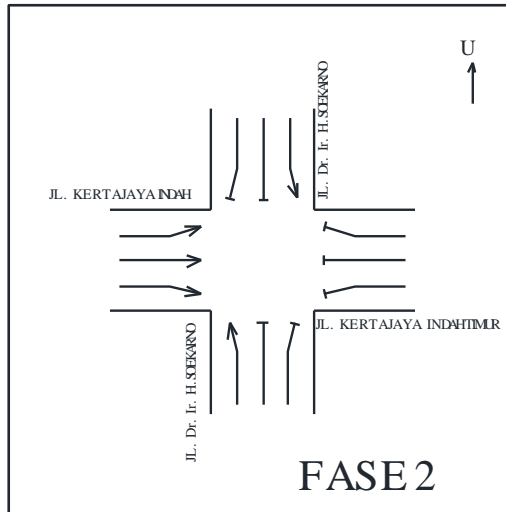 U
JL. Dr. Ir. H. SOEKARNO
JL. KERTAJAYA INDAH
JL. KERTAJAYA INDAH TIMUR
JL. Dr. Ir. H. SOEKARNO
FASE 2